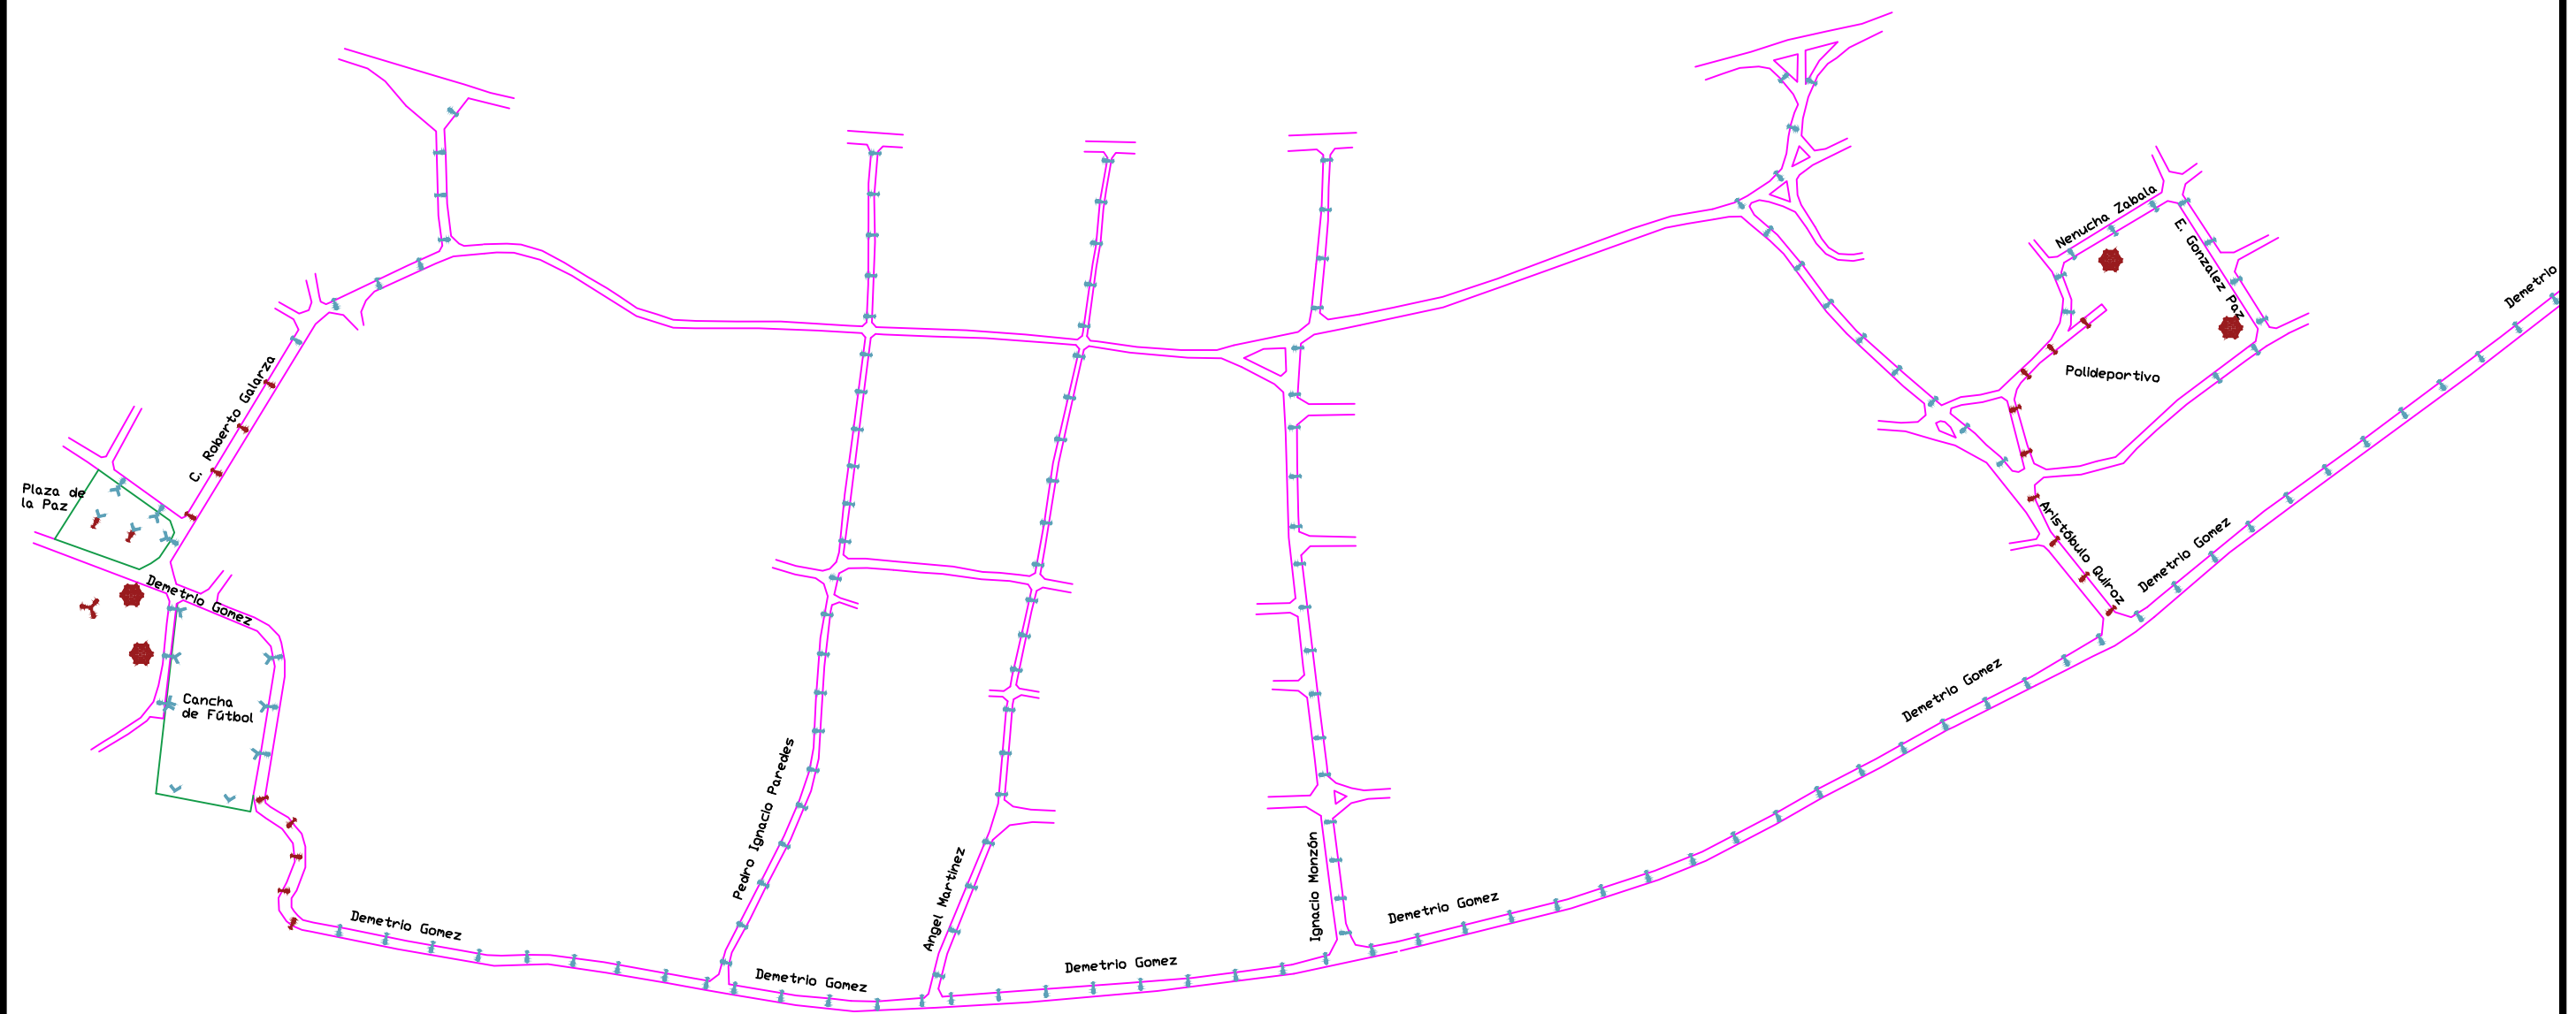 Nenucha Zabala
E. Gonzalez Paz
Demetrio
C. Roberto Galarza
Polideportivo
Plaza de
la Paz
Aristóbulo Quiroz
Demetrio Gomez
Demetrio Gomez
Demetrio Gomez
Cancha
de Fútbol
Pedro Ignacio Paredes
Angel Martinez
Ignacio Monzón
Demetrio Gomez
Demetrio Gomez
Demetrio Gomez
Demetrio Gomez